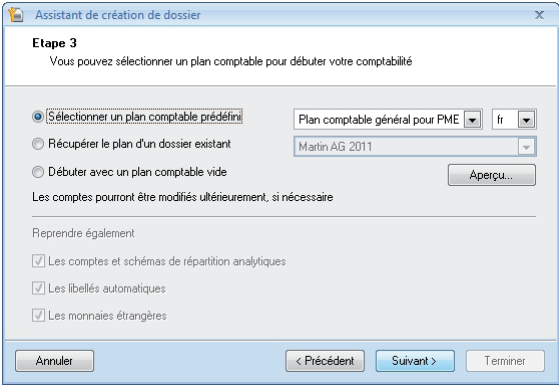 Assistant de création de dossier
x
Etape 3
Vous pouvez sélectionner un plan comptable pour débuter votre comptabilité
Sélectionner un plan comptable prédéfini
Plan comptable général pour PME
fr
Récupérer le plan d'un dossier existant
Martin AG 2011
Débuter avec un plan comptable vide
Aperçu...
Les comptes pourront être modifiés ultérieurement, si nécessaire
Reprendre également
Les comptes et schémas de répartition analytiques
Les libellés automatiques
Les monnaies étrangères
Annuler
< Précédent
Suivant >
Terminer